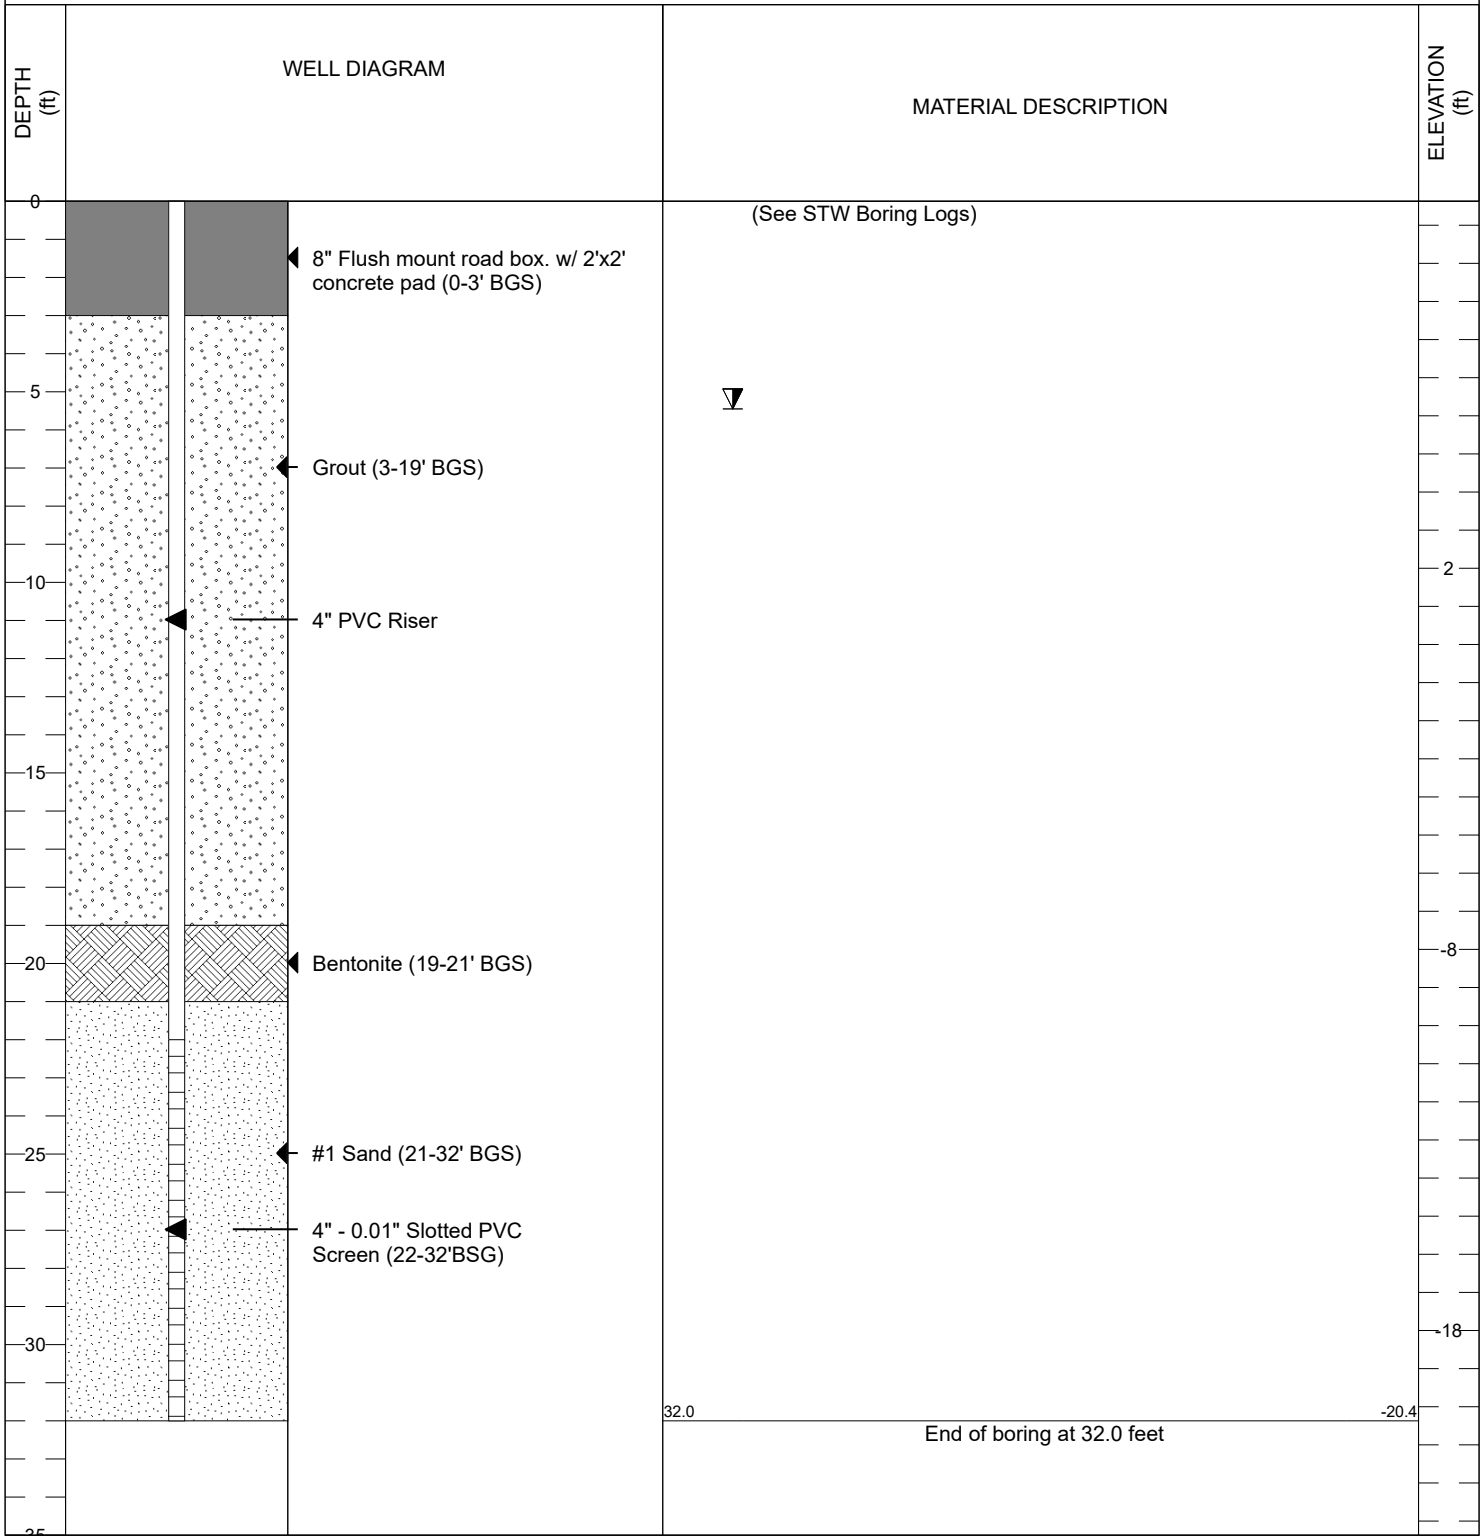 DEPTH
(ft)
WELL DIAGRAM
MATERIAL DESCRIPTION
ELEVATION
(ft)
0
(See STW Boring Logs)
8" Flush mount road box. w/ 2'x2'
concrete pad (0-3' BGS)
5
Grout (3-19' BGS)
10
2
4" PVC Riser
15
20
Bentonite (19-21' BGS)
-8
25
#1 Sand (21-32' BGS)
4" - 0.01" Slotted PVC
Screen (22-32'BSG)
30
-18
32.0
-20.4
End of boring at 32.0 feet
35